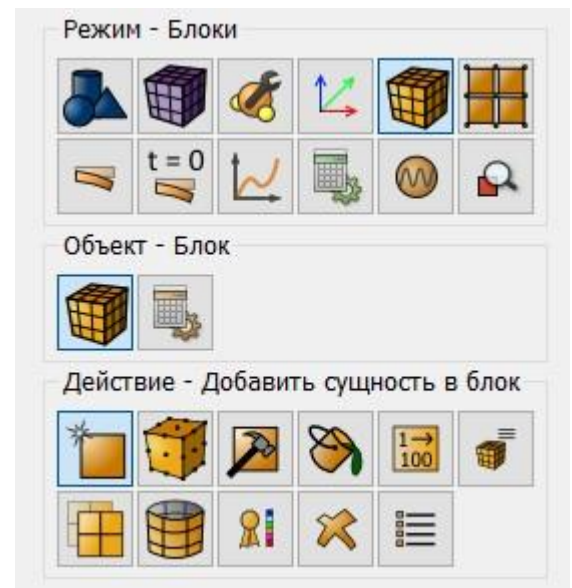 Режим - Блоки
t = 0
Объект - Блок
Действие - Добавить сущность в блок
1→
100